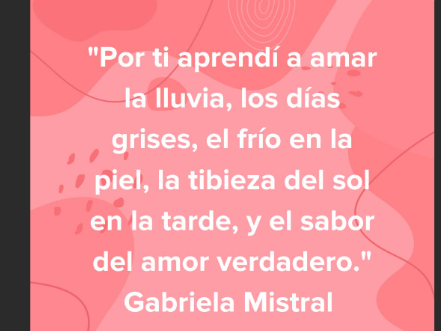 "Por ti aprendí a amar
la lluvia, los días
grises, el frío en la
piel, la tibieza del sol
en la tarde, y el sabor
del amor verdadero."
Gabriela Mistral